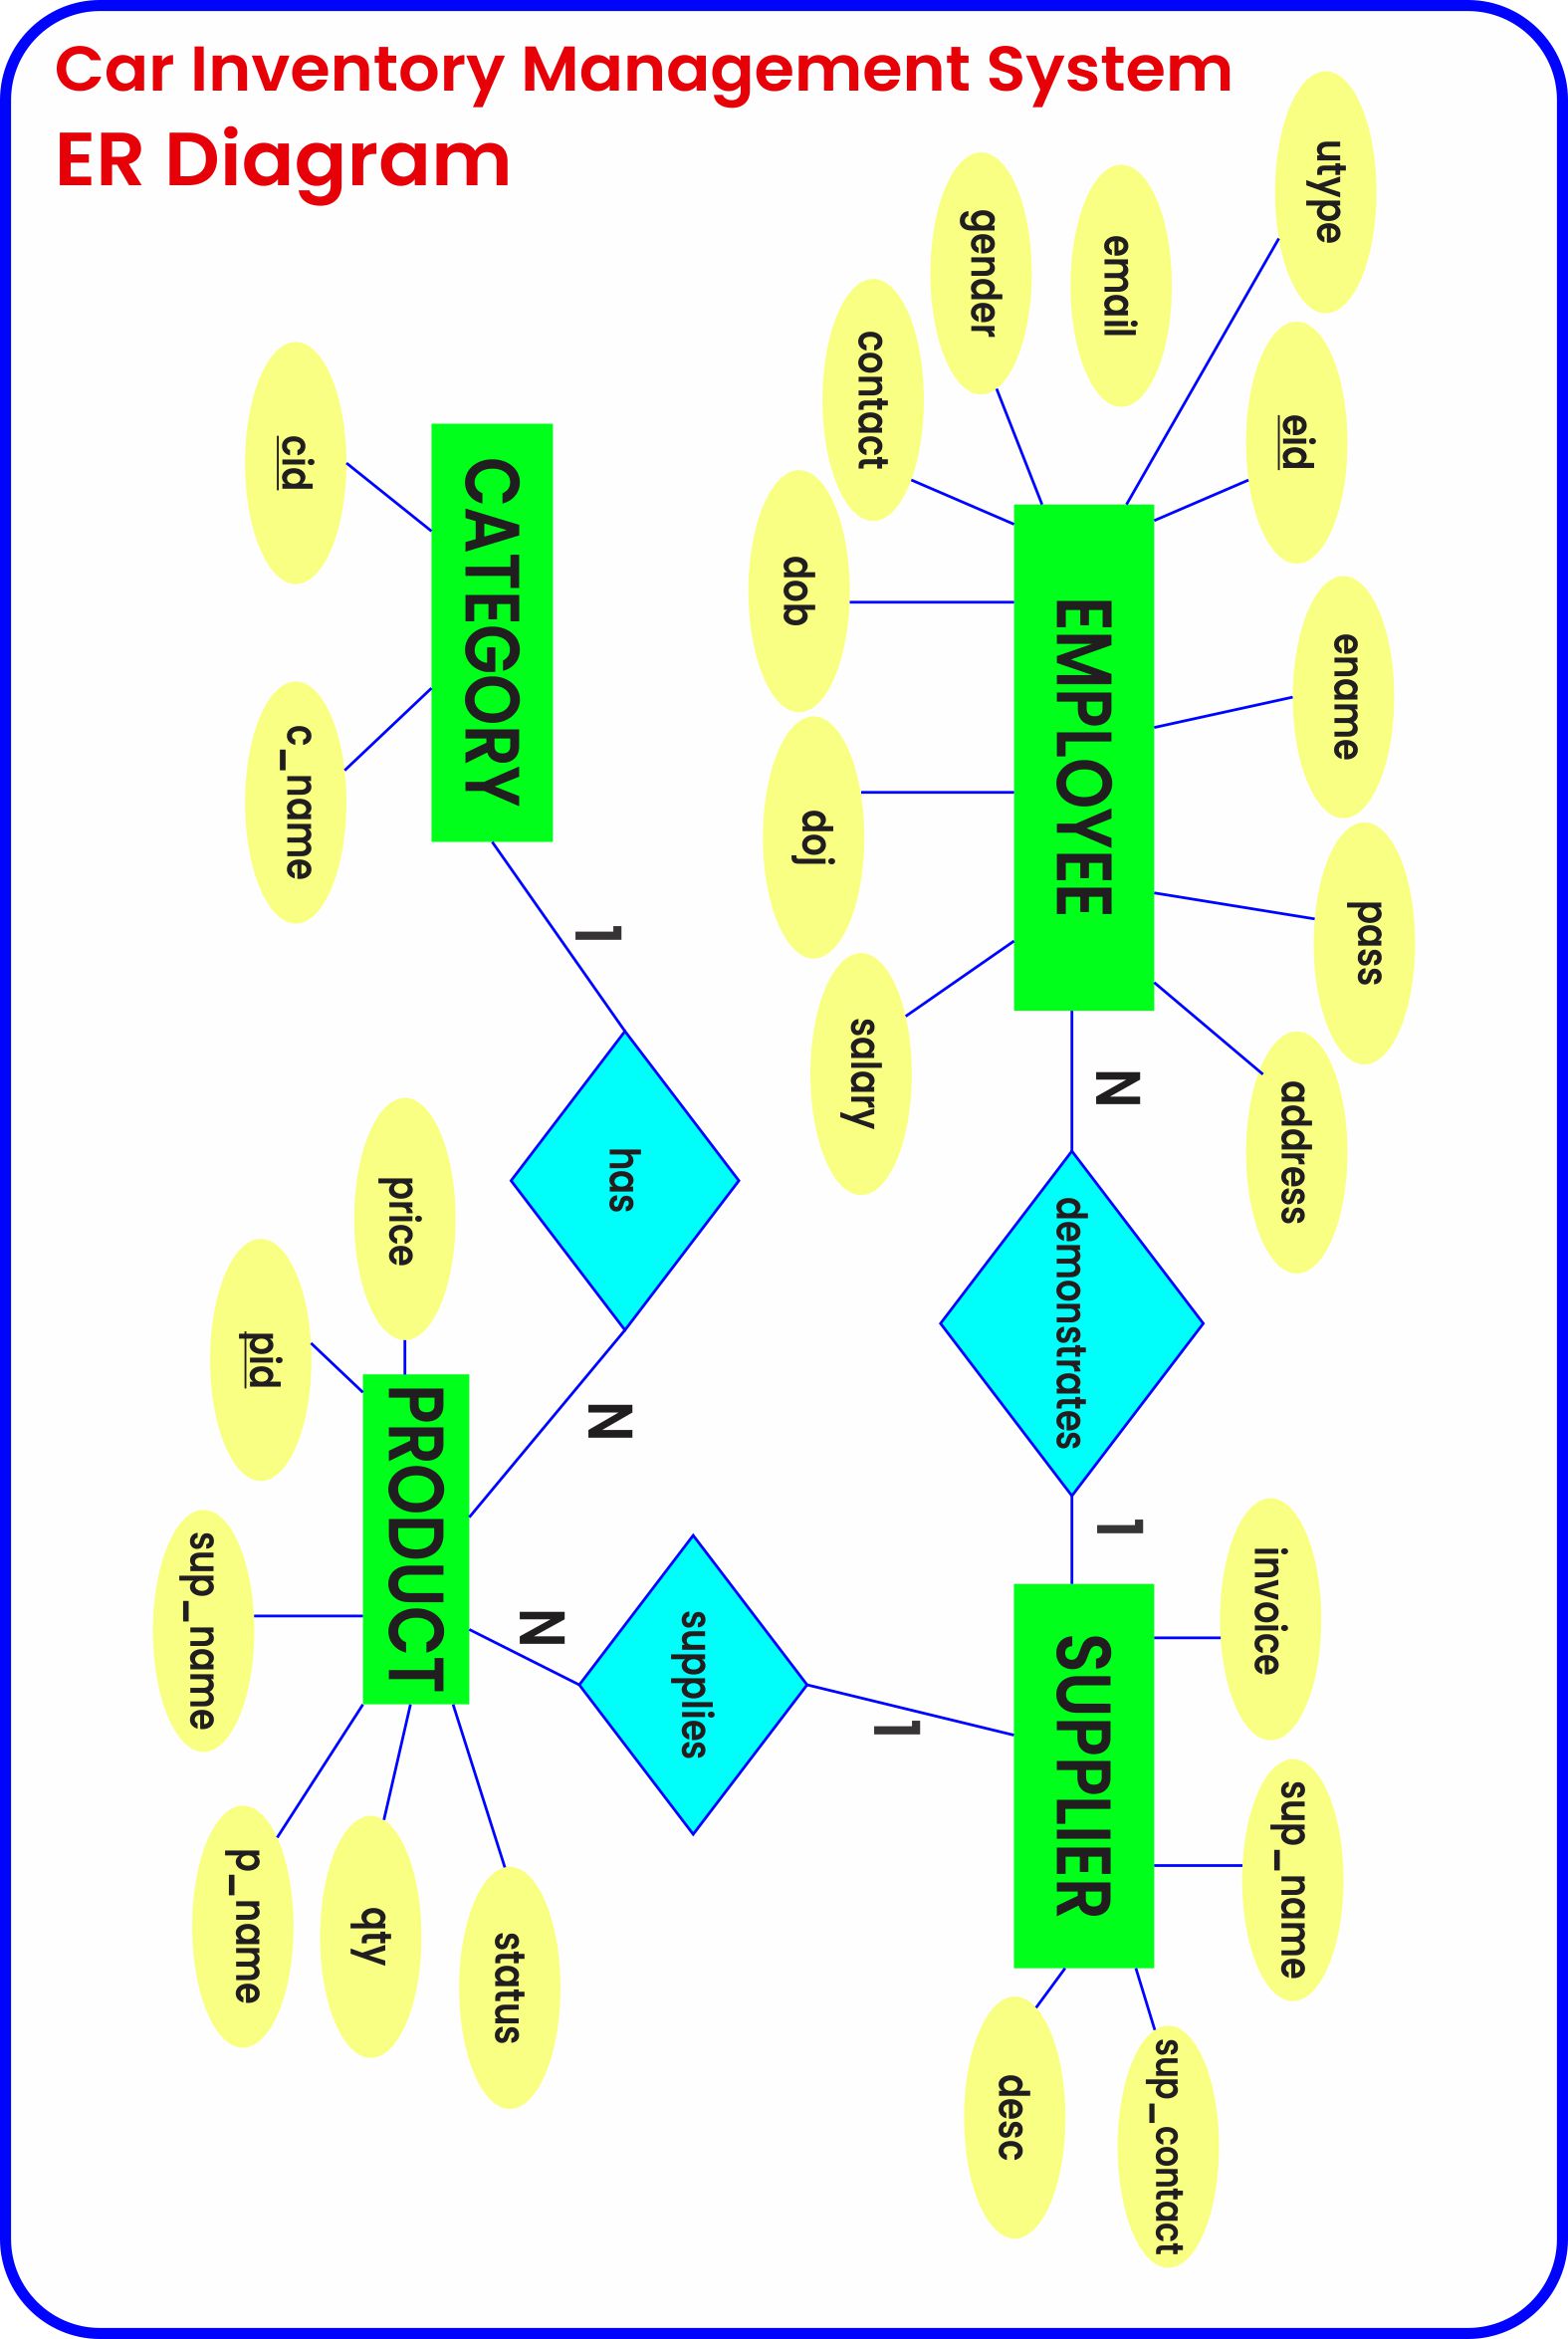 Car Inventory Management System
ER Diagram
utype
email
gender
eid
contact
ename
dob
EMPLOYEE
pass
doj
address
salary
N
cid
CATEGORY
c_name
1
has
demonstrates
N
1
price
pid
PRODUCT
sup_name
p_name
qty
status
N
supplies
1
invoice
SUPPLIER
sup_name
sup_contact
desc